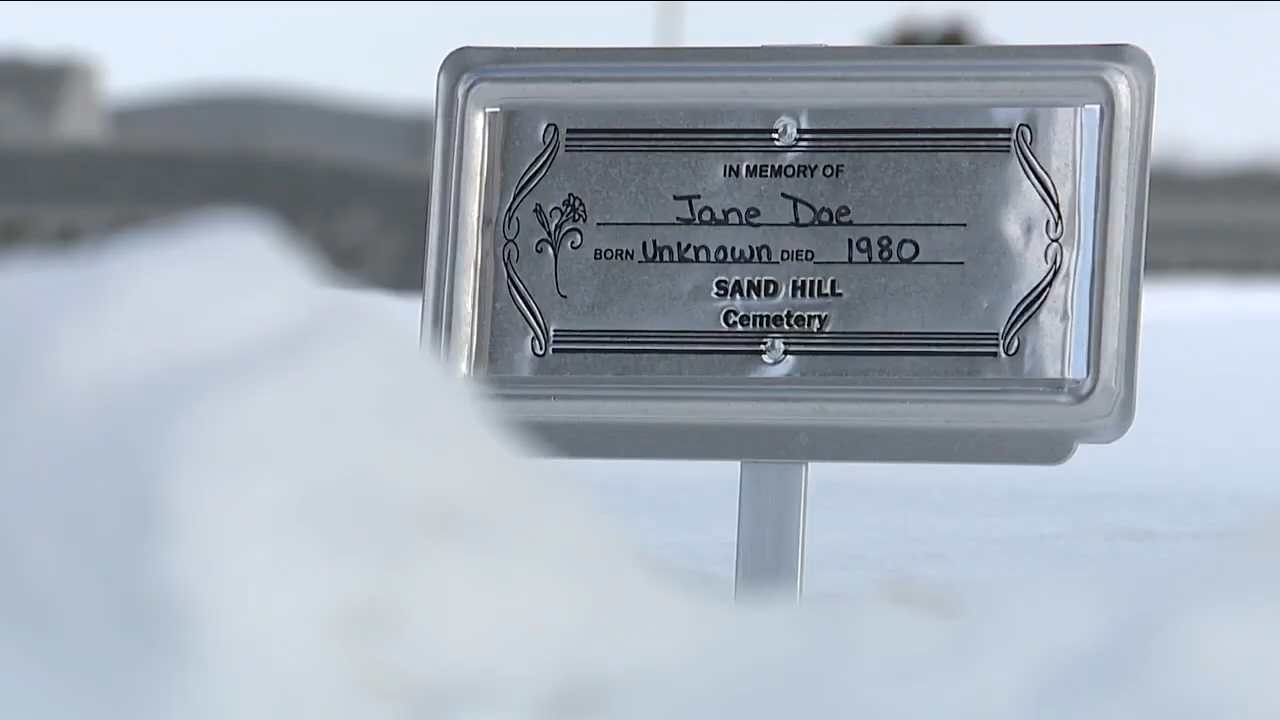 IN MEMORY OF
Jane Doe
BORN Unknown DIED 1980
SAND HILL
Cemetery